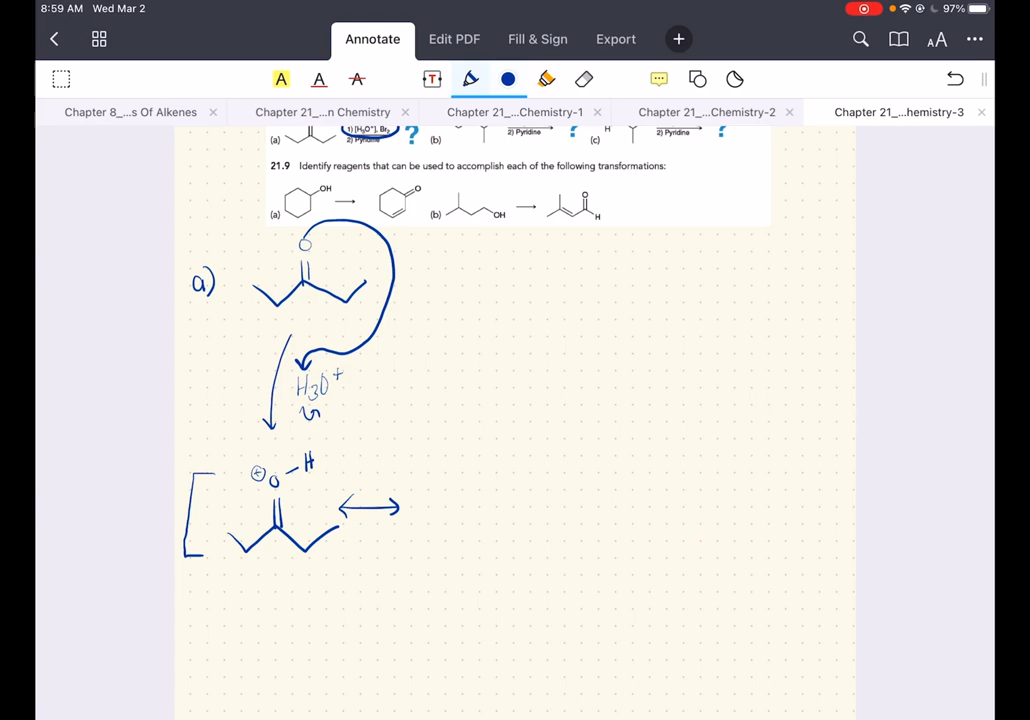 8:59 AM Wed Mar 2
97%
Annotate Edit PDF Fill & Sign Export
A A A T AA
Chapter 8_...s Of Alkenes Chapter 21_...n Chemistry Chapter 21_...Chemistry-1 Chapter 21_...Chemistry-2 Chapter 21_...hemistry-3
1) [H3O+], Br2
(a) 2) Pyridine ? (b) 2) Pyridine ? (c) H 2) Pyridine ?
21.9 Identify reagents that can be used to accomplish each of the following transformations:
(a) OH O (b) OH O H
O
a)
H3O+
+ O H